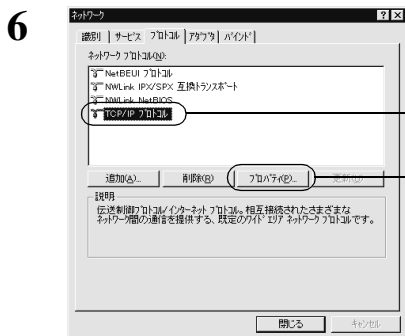 6
ネットワーク
識別 サービス プロトコル アダプタ バインド
ネットワーク プロトコル(N):
NetBEUI プロトコル
NWLink IPX/SPX 互換トランスポート
NWLink NetBIOS
TCP/IP プロトコル
追加(A)... 削除(R) プロパティ(P)... 更新(U)
説明
伝送制御プロトコル/インターネット プロトコル。相互接続されたさまざまな
ネットワーク間の通信を提供する、既定のワイド エリア ネットワーク プロトコルです。
閉じる キャンセル